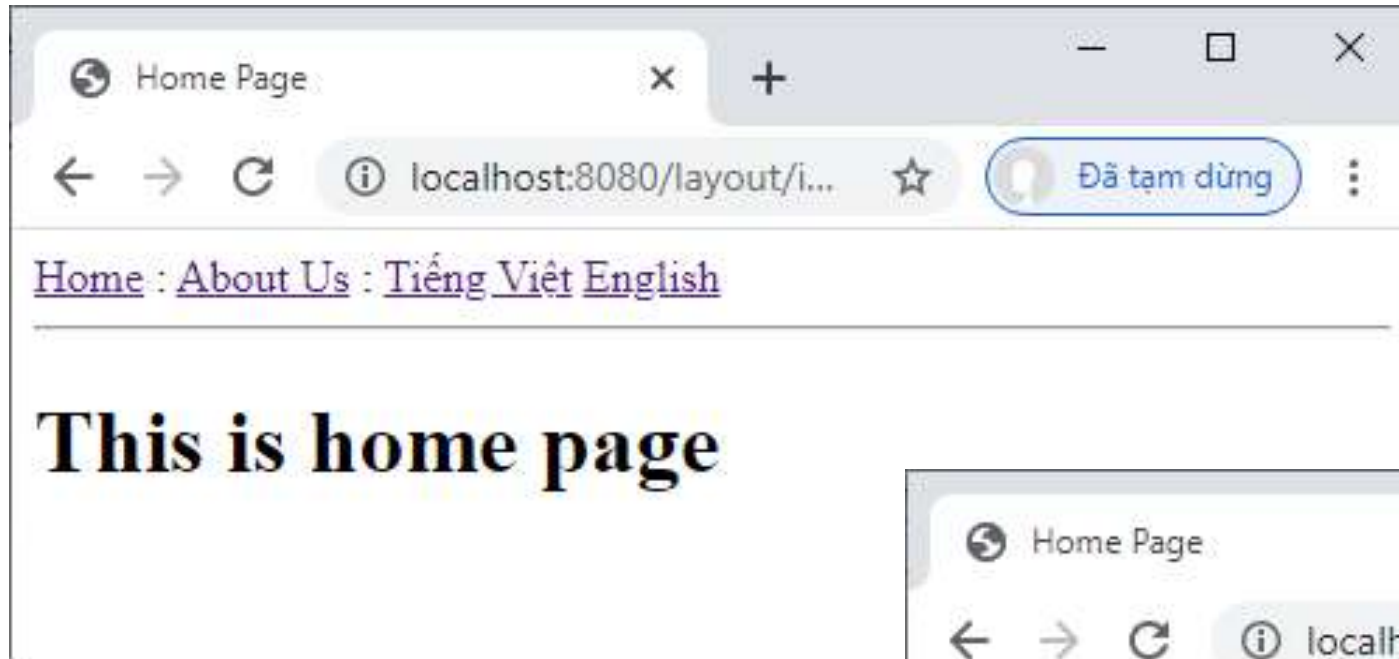 Home Page
localhost:8080/layout/i... Đã tạm dừng
Home : About Us : Tiếng Việt English
This is home page
Home Page
localh